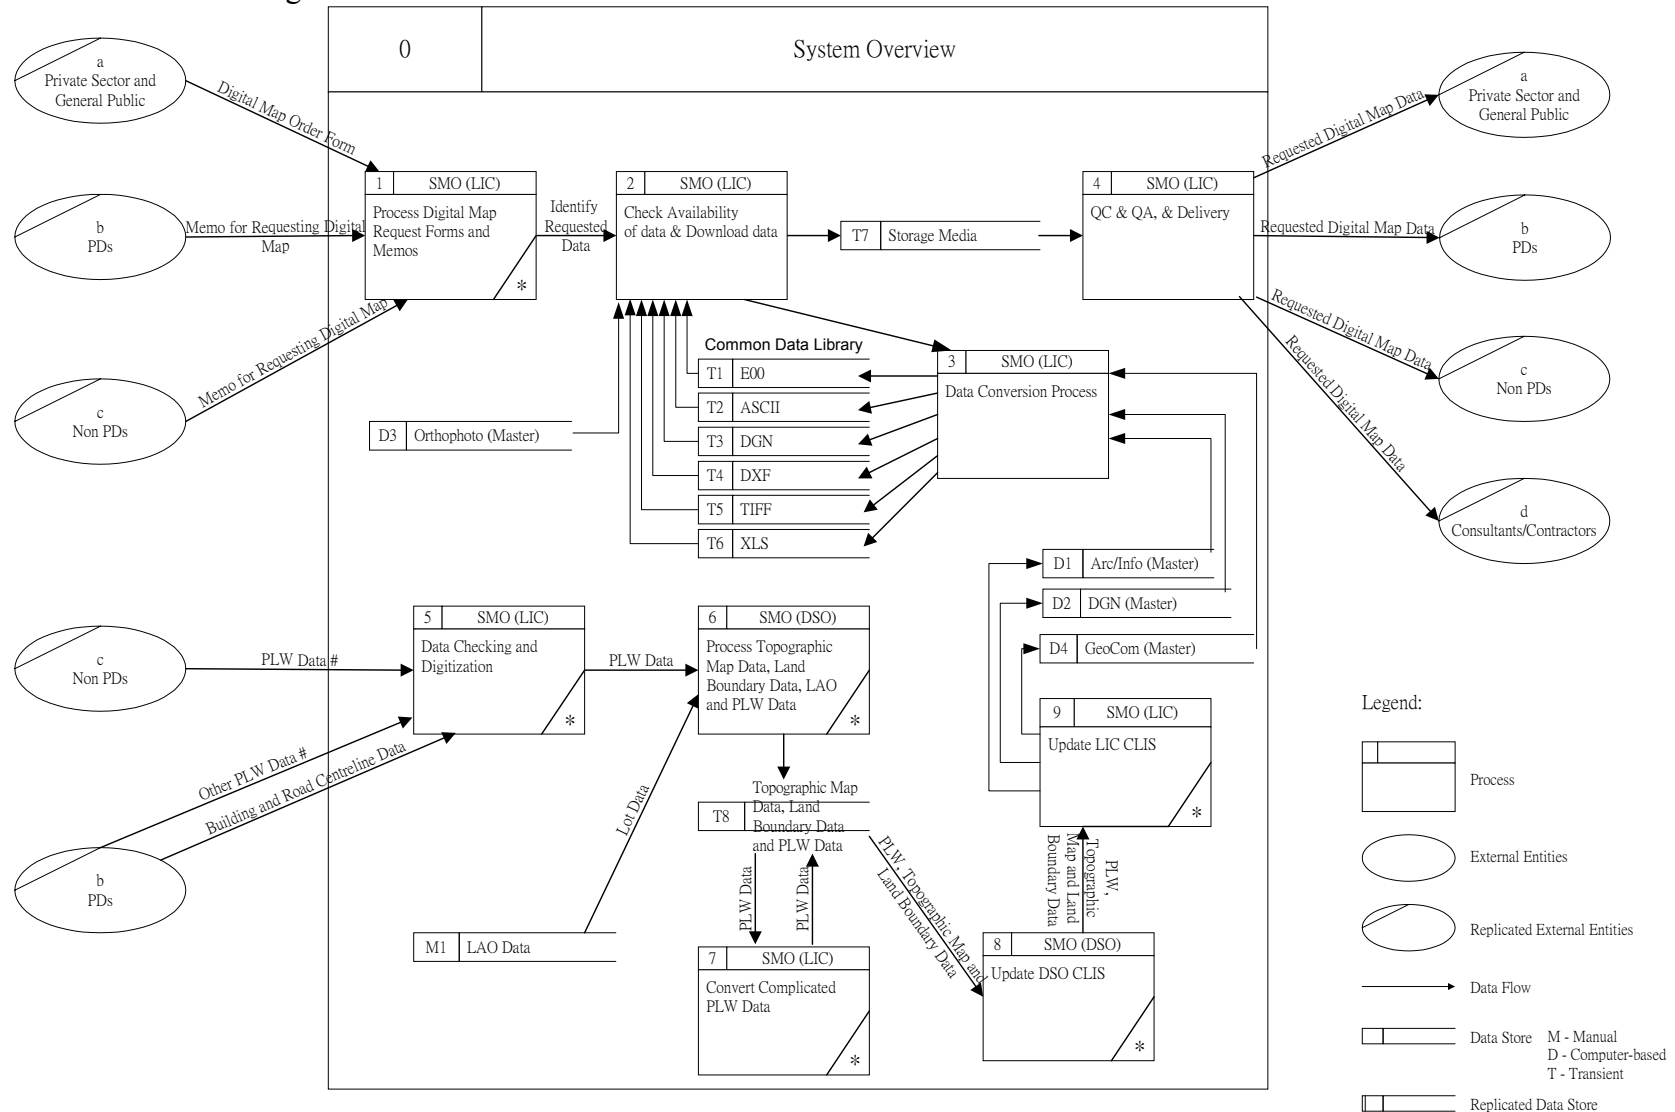 0
System Overview
a
Private Sector and
General Public
b
PDs
c
Non PDs
Digital Map Order Form
Memo for Requesting Digital
Map
Memo for Requesting Digital Map
1
SMO (LIC)
Process Digital Map
Request Forms and
Memos
*
Identify
Requested
Data
2
SMO (LIC)
Check Availability
of data & Download data
T7
Storage Media
4
SMO (LIC)
QC & QA, & Delivery
Requested Digital Map Data
Requested Digital Map Data
Requested Digital Map Data
Requested Digital Map Data
a
Private Sector and
General Public
b
PDs
c
Non PDs
d
Consultants/Contractors
Common Data Library
T1
E00
T2
ASCII
T3
DGN
T4
DXF
T5
TIFF
T6
XLS
3
SMO (LIC)
Data Conversion Process
D3
Orthophoto (Master)
D1
Arc/Info (Master)
D2
DGN (Master)
D4
GeoCom (Master)
c
Non PDs
PLW Data #
b
PDs
Other PLW Data #
Building and Road Centreline Data
5
SMO (LIC)
Data Checking and
Digitization
*
PLW Data
6
SMO (DSO)
Process Topographic
Map Data, Land
Boundary Data, LAO
and PLW Data
*
Lot Data
M1
LAO Data
T8
Topographic Map
Data, Land
Boundary Data
and PLW Data
PLW Data
PLW Data
7
SMO (LIC)
Convert Complicated
PLW Data
*
PLW, Topographic Map and
Land Boundary Data
8
SMO (DSO)
Update DSO CLIS
*
PLW,
Topographic
Map and Land
Boundary Data
9
SMO (LIC)
Update LIC CLIS
*
Legend:
Process
External Entities
Replicated External Entities
Data Flow
Data Store
M - Manual
D - Computer-based
T - Transient
Replicated Data Store